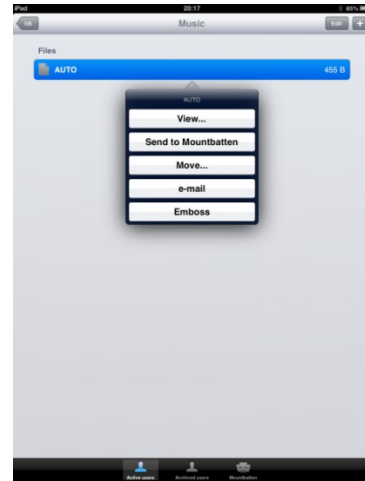 iPad 20:17 85%
Music Edit +
Files
AUTO 455 B
AUTO
View...
Send to Mountbatten
Move...
e-mail
Emboss
Active users Archived users Mountbatten